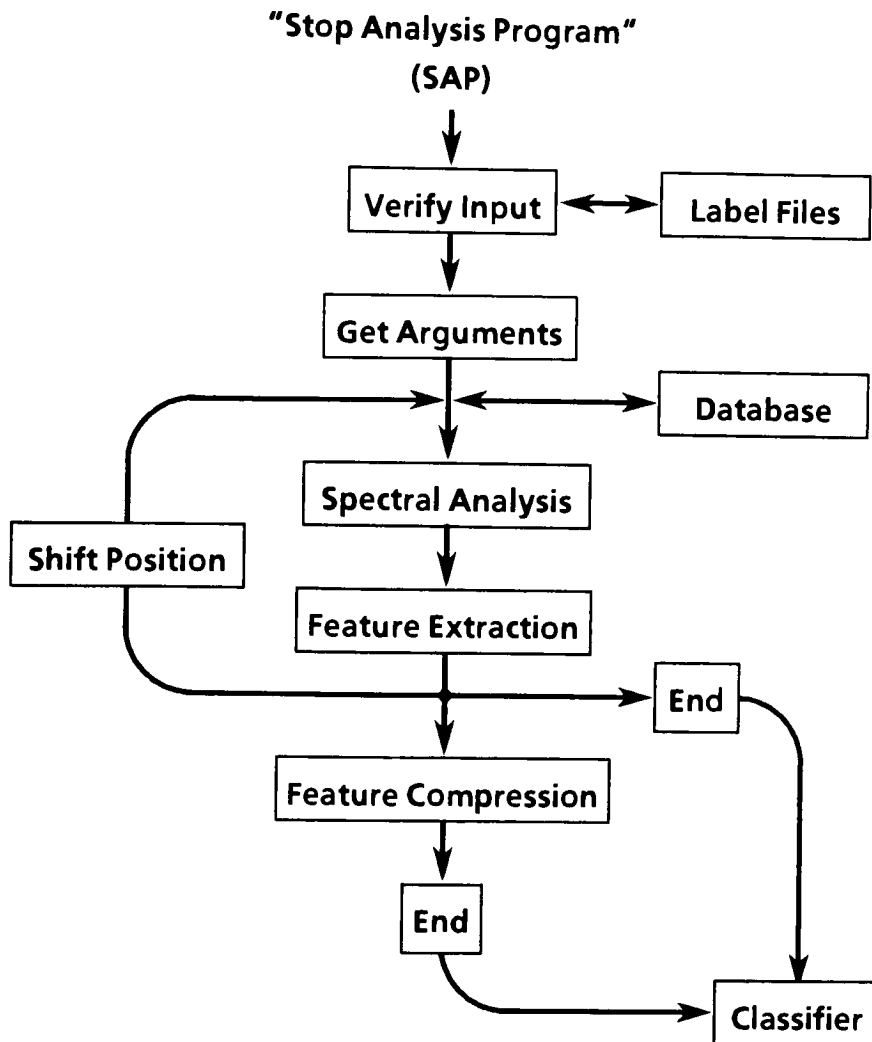 "Stop Analysis Program"
(SAP)
Verify Input
Label Files
Get Arguments
Database
Spectral Analysis
Shift Position
Feature Extraction
End
Feature Compression
End
Classifier